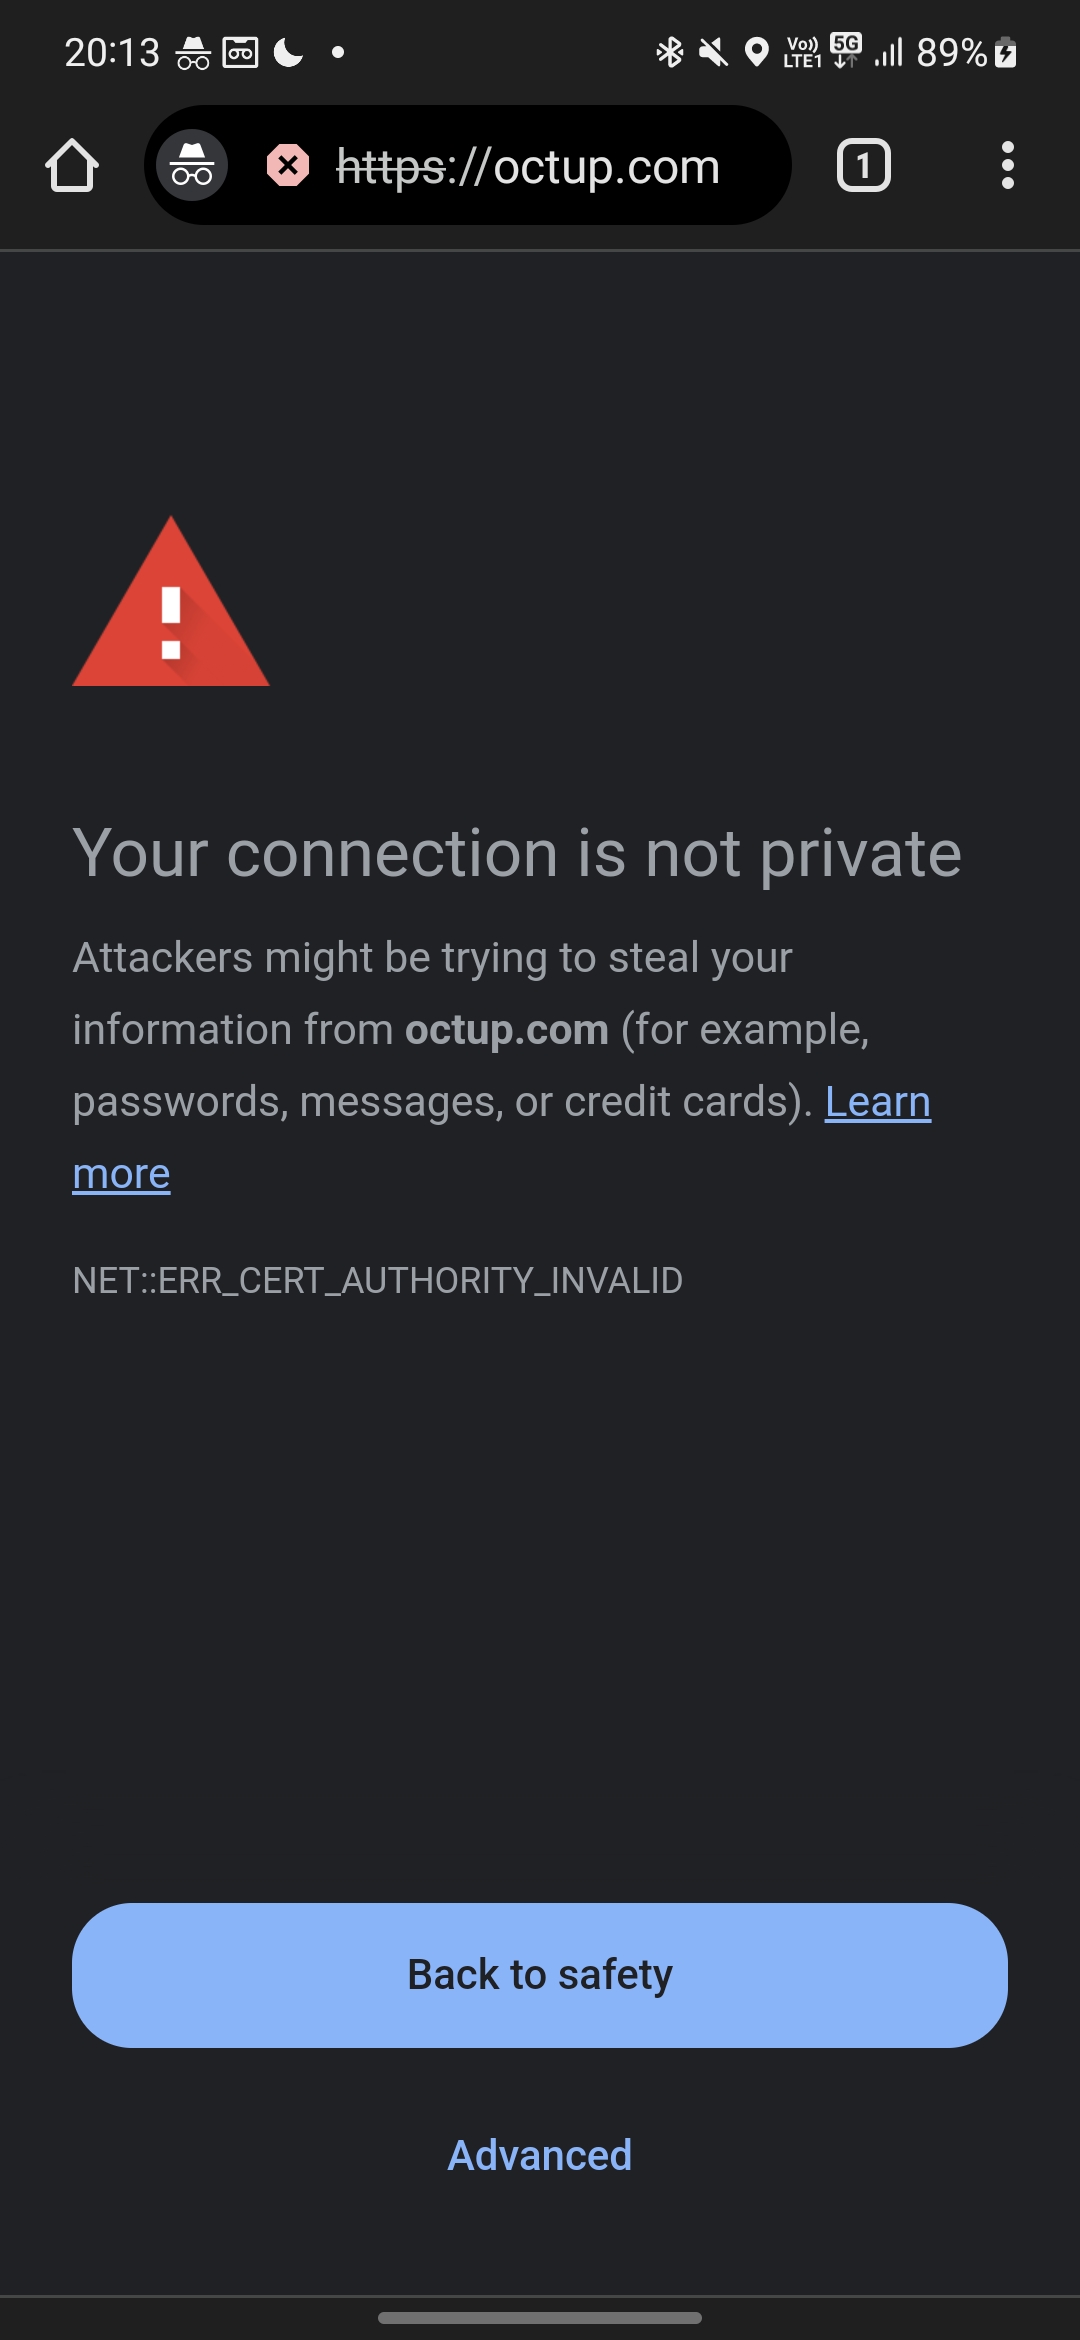 20:13 Vo)) LTE1 5G 89%
https://octup.com 1
Your connection is not private
Attackers might be trying to steal your
information from octup.com (for example,
passwords, messages, or credit cards). Learn
more
NET::ERR_CERT_AUTHORITY_INVALID
Back to safety
Advanced